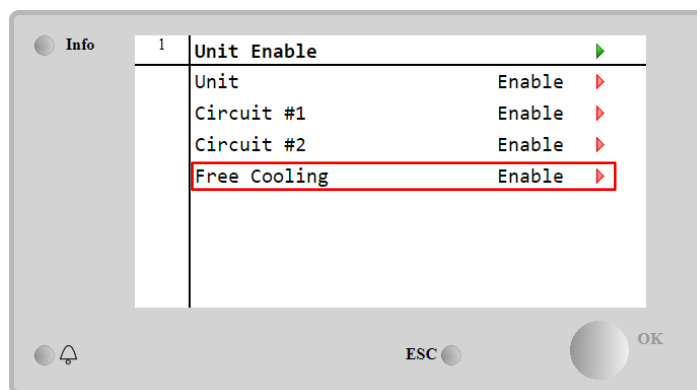 Info
1 Unit Enable
Unit Enable
Circuit #1 Enable
Circuit #2 Enable
Free Cooling Enable
OK
ESC